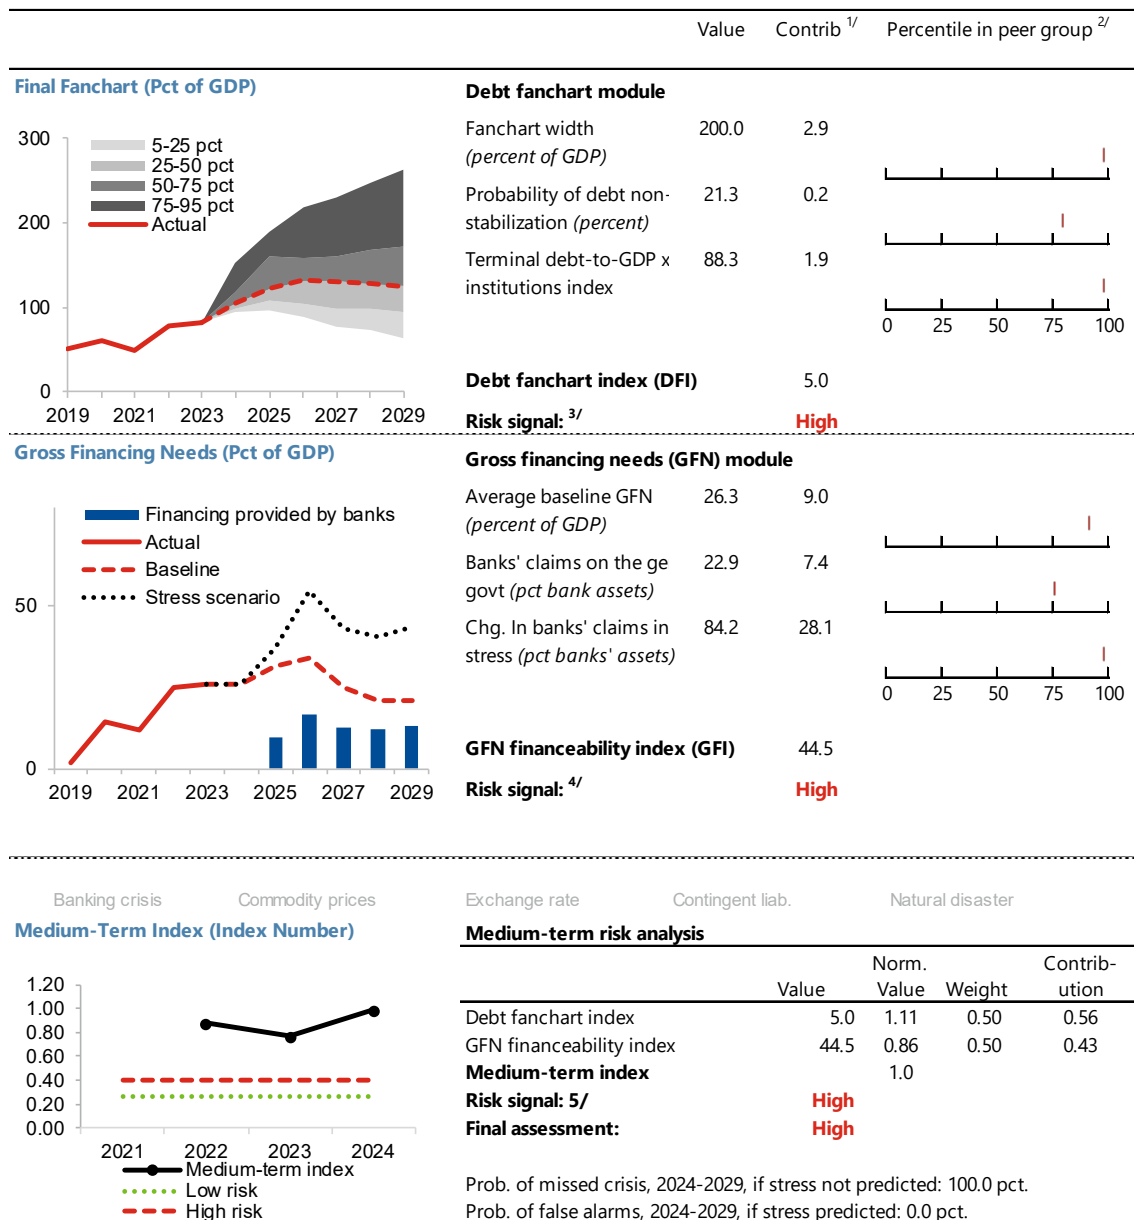 Value Contrib 1/ Percentile in peer group 2/
Final Fanchart (Pct of GDP)
300
200
100
0
5-25 pct
25-50 pct
50-75 pct
75-95 pct
Actual
2019 2021 2023 2025 2027 2029
Debt fanchart module
Fanchart width 200.0 2.9
(percent of GDP)
Probability of debt non- 21.3 0.2
stabilization (percent)
Terminal debt-to-GDP x 88.3 1.9
institutions index
0 25 50 75 100
Debt fanchart index (DFI) 5.0
Risk signal: 3/ High
Gross Financing Needs (Pct of GDP)
Financing provided by banks
Actual
Baseline
Stress scenario
50
0
2019 2021 2023 2025 2027 2029
Gross financing needs (GFN) module
Average baseline GFN 26.3 9.0
(percent of GDP)
Banks' claims on the ge 22.9 7.4
govt (pct bank assets)
Chg. In banks' claims in 84.2 28.1
stress (pct banks' assets)
0 25 50 75 100
GFN financeability index (GFI) 44.5
Risk signal: 4/ High
Banking crisis Commodity prices Exchange rate Contingent liab. Natural disaster
Medium-Term Index (Index Number)
1.20
1.00
0.80
0.60
0.40
0.20
0.00
2021 2022 2023 2024
Medium-term index
Low risk
High risk
Medium-term risk analysis
Norm. Contrib-
Value Value Weight ution
Debt fanchart index 5.0 1.11 0.50 0.56
GFN financeability index 44.5 0.86 0.50 0.43
Medium-term index 1.0
Risk signal: 5/ High
Final assessment: High
Prob. of missed crisis, 2024-2029, if stress not predicted: 100.0 pct.
Prob. of false alarms, 2024-2029, if stress predicted: 0.0 pct.